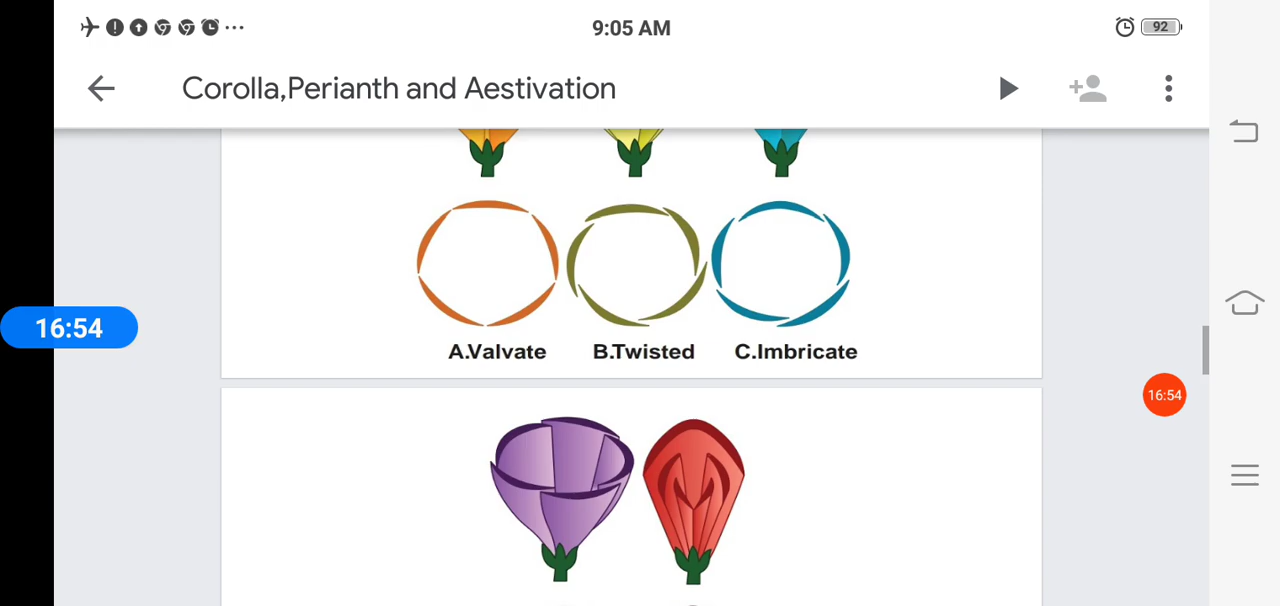 9:05 AM
92
Corolla,Perianth and Aestivation
16:54
16:54
A.Valvate B.Twisted C.Imbricate